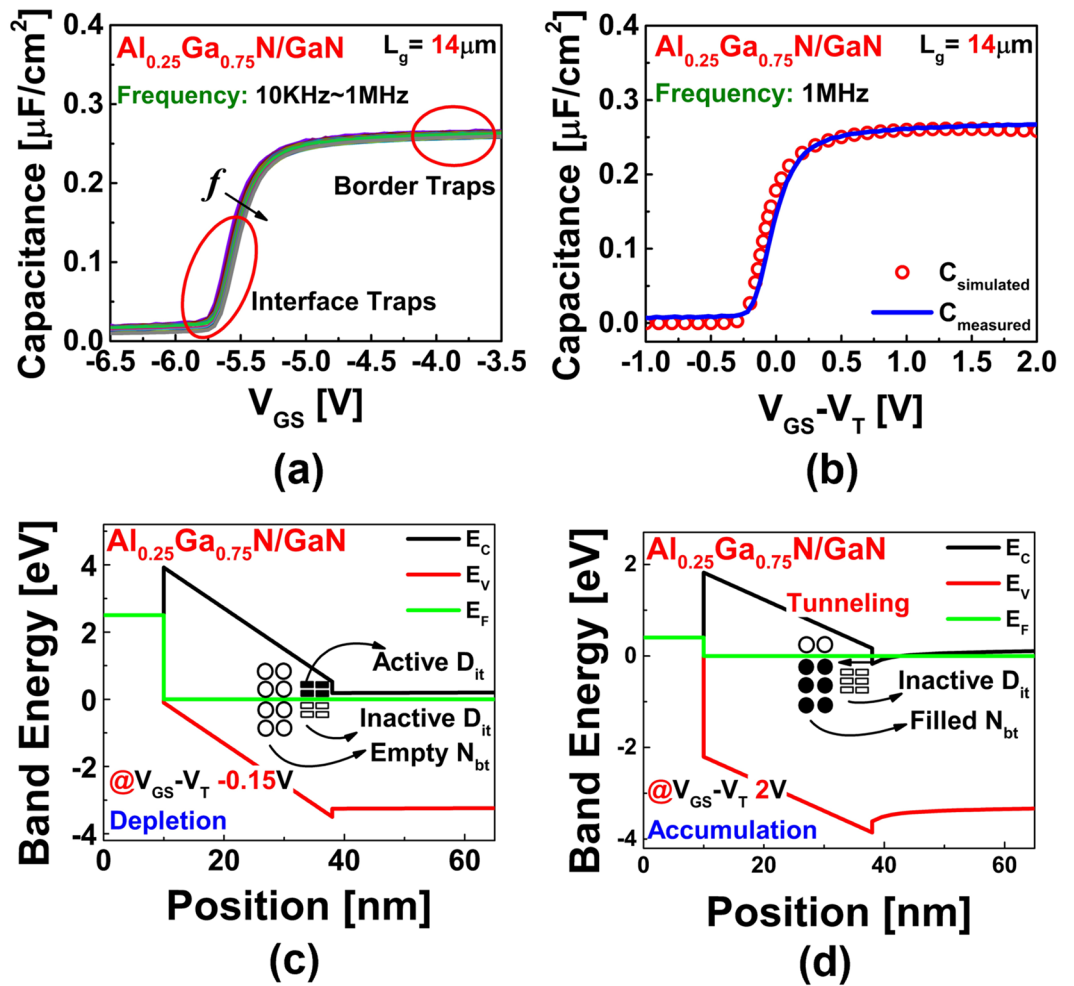 Al0.25Ga0.75N/GaN
Lg= 14μm
Frequency: 10KHz~1MHz
f
Border Traps
Interface Traps
Capacitance [μF/cm2]
0.4
0.3
0.2
0.1
0.0
-6.5 -6.0 -5.5 -5.0 -4.5 -4.0 -3.5
VGS [V]
(a)
Al0.25Ga0.75N/GaN
Lg= 14μm
Frequency: 1MHz
Csimulated
Cmeasured
Capacitance [μF/cm2]
0.4
0.3
0.2
0.1
0.0
-1.0 -0.5 0.0 0.5 1.0 1.5 2.0
VGS-VT [V]
(b)
Al0.25Ga0.75N/GaN
EC
EV
EF
Active Dit
Inactive Dit
Empty Nbt
@VGS-VT -0.15V
Depletion
Band Energy [eV]
4
2
0
-2
-4
0 20 40 60
Position [nm]
(c)
Al0.25Ga0.75N/GaN
EC
EV
EF
Tunneling
Inactive Dit
Filled Nbt
@VGS-VT 2V
Accumulation
Band Energy [eV]
2
0
-2
-4
0 20 40 60
Position [nm]
(d)